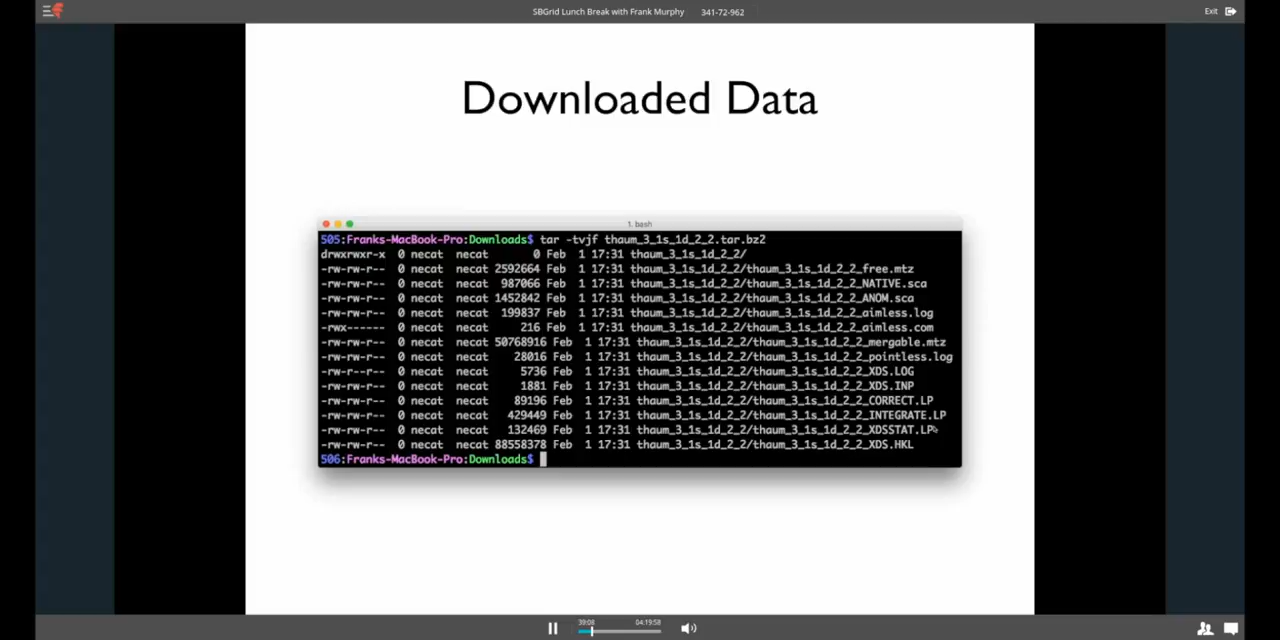 SBGrid Lunch Break with Frank Murphy 341-72-962 Exit
Downloaded Data
1. bash
505:Franks-MacBook-Pro:Downloads$ tar -tvjf thaum_3_1s_1d_2_2.tar.bz2
drwxrwxr-x 0 necat necat 0 Feb 1 17:31 thaum_3_1s_1d_2_2/
-rw-rw-r-- 0 necat necat 2592664 Feb 1 17:31 thaum_3_1s_1d_2_2/thaum_3_1s_1d_2_2_free.mtz
-rw-rw-r-- 0 necat necat 987066 Feb 1 17:31 thaum_3_1s_1d_2_2/thaum_3_1s_1d_2_2_NATIVE.sca
-rw-rw-r-- 0 necat necat 1452842 Feb 1 17:31 thaum_3_1s_1d_2_2/thaum_3_1s_1d_2_2_ANOM.sca
-rw-rw-r-- 0 necat necat 199837 Feb 1 17:31 thaum_3_1s_1d_2_2/thaum_3_1s_1d_2_2_aimless.log
-rwx------ 0 necat necat 216 Feb 1 17:31 thaum_3_1s_1d_2_2/thaum_3_1s_1d_2_2_aimless.com
-rw-rw-r-- 0 necat necat 50768916 Feb 1 17:31 thaum_3_1s_1d_2_2/thaum_3_1s_1d_2_2_mergable.mtz
-rw-rw-r-- 0 necat necat 28016 Feb 1 17:31 thaum_3_1s_1d_2_2/thaum_3_1s_1d_2_2_pointless.log
-rw-r--r-- 0 necat necat 5736 Feb 1 17:31 thaum_3_1s_1d_2_2/thaum_3_1s_1d_2_2_XDS.LOG
-rw-rw-r-- 0 necat necat 1881 Feb 1 17:31 thaum_3_1s_1d_2_2/thaum_3_1s_1d_2_2_XDS.INP
-rw-rw-r-- 0 necat necat 89196 Feb 1 17:31 thaum_3_1s_1d_2_2/thaum_3_1s_1d_2_2_CORRECT.LP
-rw-rw-r-- 0 necat necat 429449 Feb 1 17:31 thaum_3_1s_1d_2_2/thaum_3_1s_1d_2_2_INTEGRATE.LP
-rw-rw-r-- 0 necat necat 132469 Feb 1 17:31 thaum_3_1s_1d_2_2/thaum_3_1s_1d_2_2_XDSSTAT.LP
-rw-rw-r-- 0 necat necat 88558378 Feb 1 17:31 thaum_3_1s_1d_2_2/thaum_3_1s_1d_2_2_XDS.HKL
506:Franks-MacBook-Pro:Downloads$
39:08 04:19:58